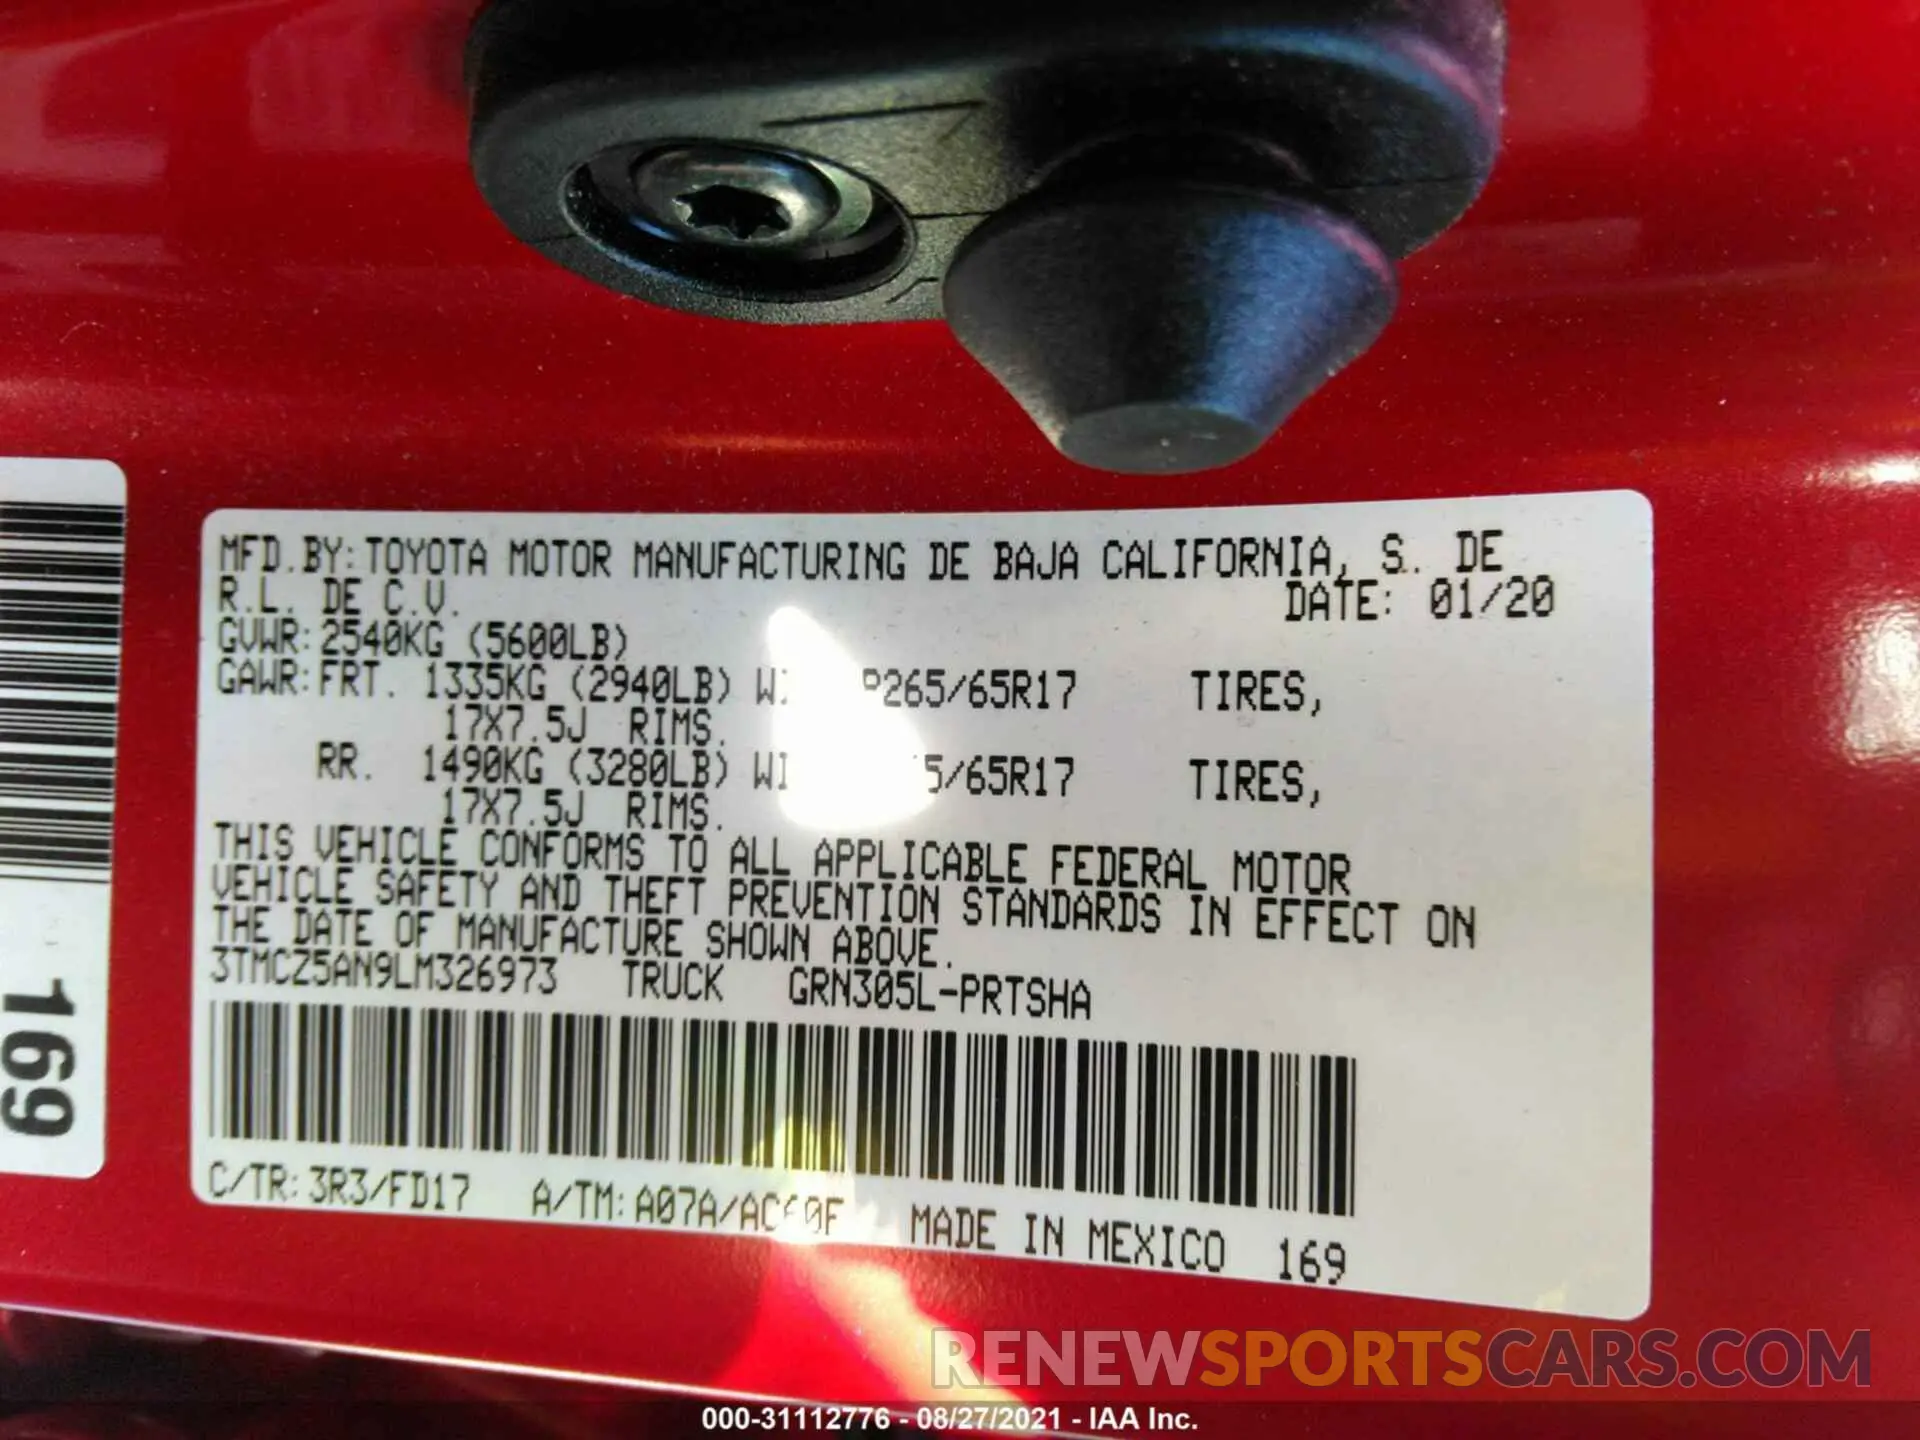 MFD.BY:TOYOTA MOTOR MANUFACTURING DE BAJA CALIFORNIA, S. DE
R.L. DE C.V. DATE: 01/20
GVWR:2540KG (5600LB)
GAWR:FRT. 1335KG (2940LB) P265/65R17 TIRES,
17X7.5J RIMS.
RR. 1490KG (3280LB) 5/65R17 TIRES,
17X7.5J RIMS.
THIS VEHICLE CONFORMS TO ALL APPLICABLE FEDERAL MOTOR
VEHICLE SAFETY AND THEFT PREVENTION STANDARDS IN EFFECT ON
THE DATE OF MANUFACTURE SHOWN ABOVE.
3TMCZ5AN9LM326973 TRUCK GRN305L-PRTSHA
C/TR:3R3/FD17 A/TM:A07A/AC60F MADE IN MEXICO 169
169
RENEWSPORTSCARS.COM
000-31112776 - 08/27/2021 - IAA Inc.